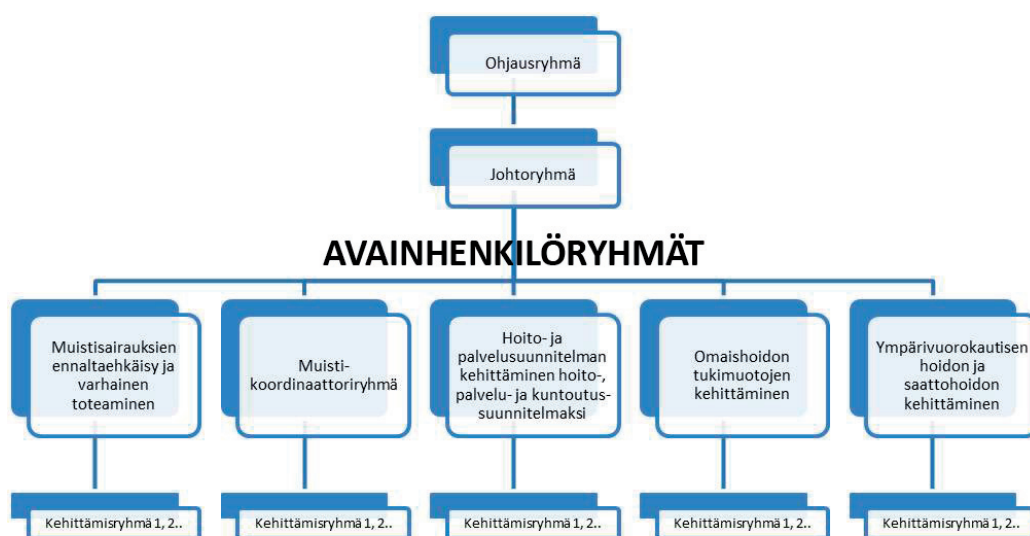 Ohjausryhmä
Johtoryhmä
AVAINHENKILÖRYHMÄT
Muistisairauksien
ennaltaehkäisy ja
varhainen
toteaminen
Muisti-
koordinaattoriryhmä
Hoito- ja
palvelusuunnitelman
kehittäminen hoito-,
palvelu- ja kuntoutus-
suunnitelmaksi
Omaishoidon
tukimuotojen
kehittäminen
Ympärivuorokautisen
hoidon ja
saattohoidon
kehittäminen
Kehittämisryhmä 1, 2..
Kehittämisryhmä 1, 2..
Kehittämisryhmä 1, 2..
Kehittämisryhmä 1, 2..
Kehittämisryhmä 1, 2..